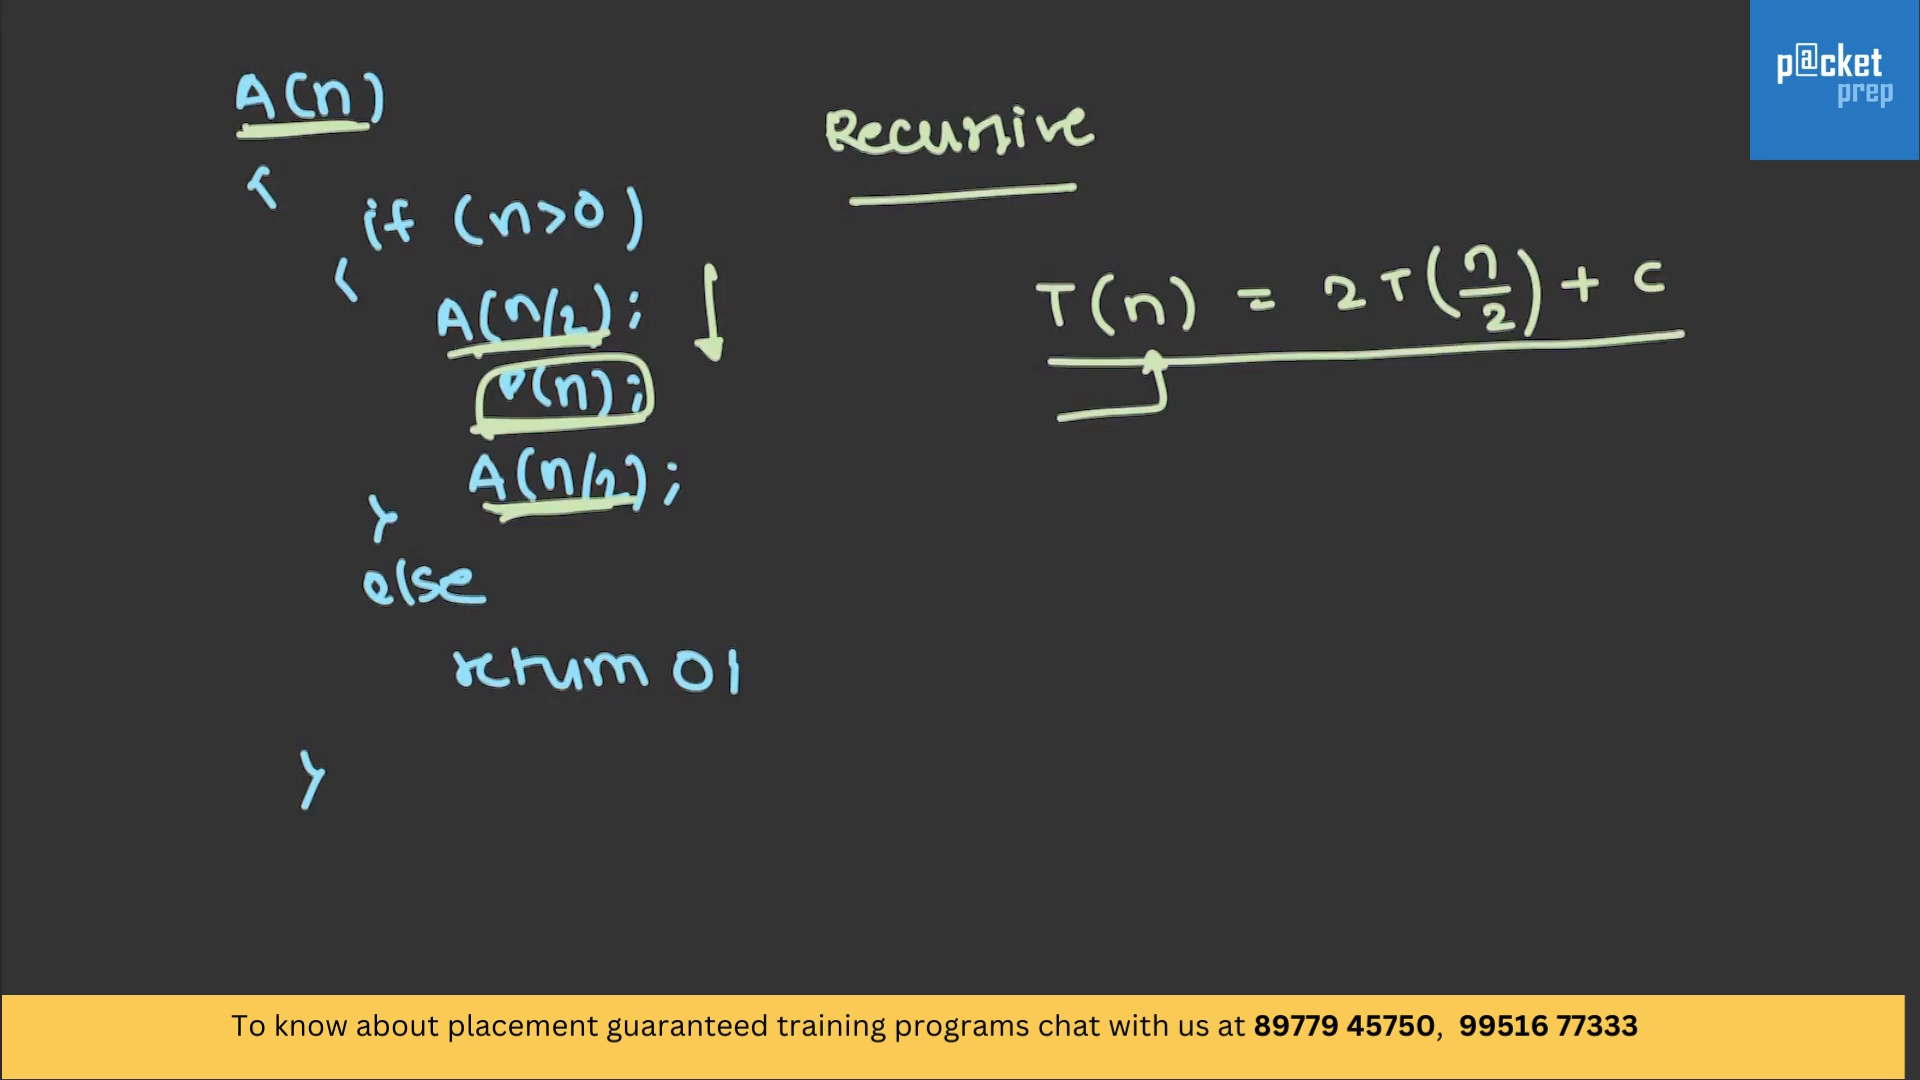 A(n)
{
if (n>0)
{
A(n/2);
P(n);
A(n/2);
}
else
return 01
}
Recursive
T(n) = 2T(n/2) + c
p@cket
prep
To know about placement guaranteed training programs chat with us at 89779 45750, 99516 77333